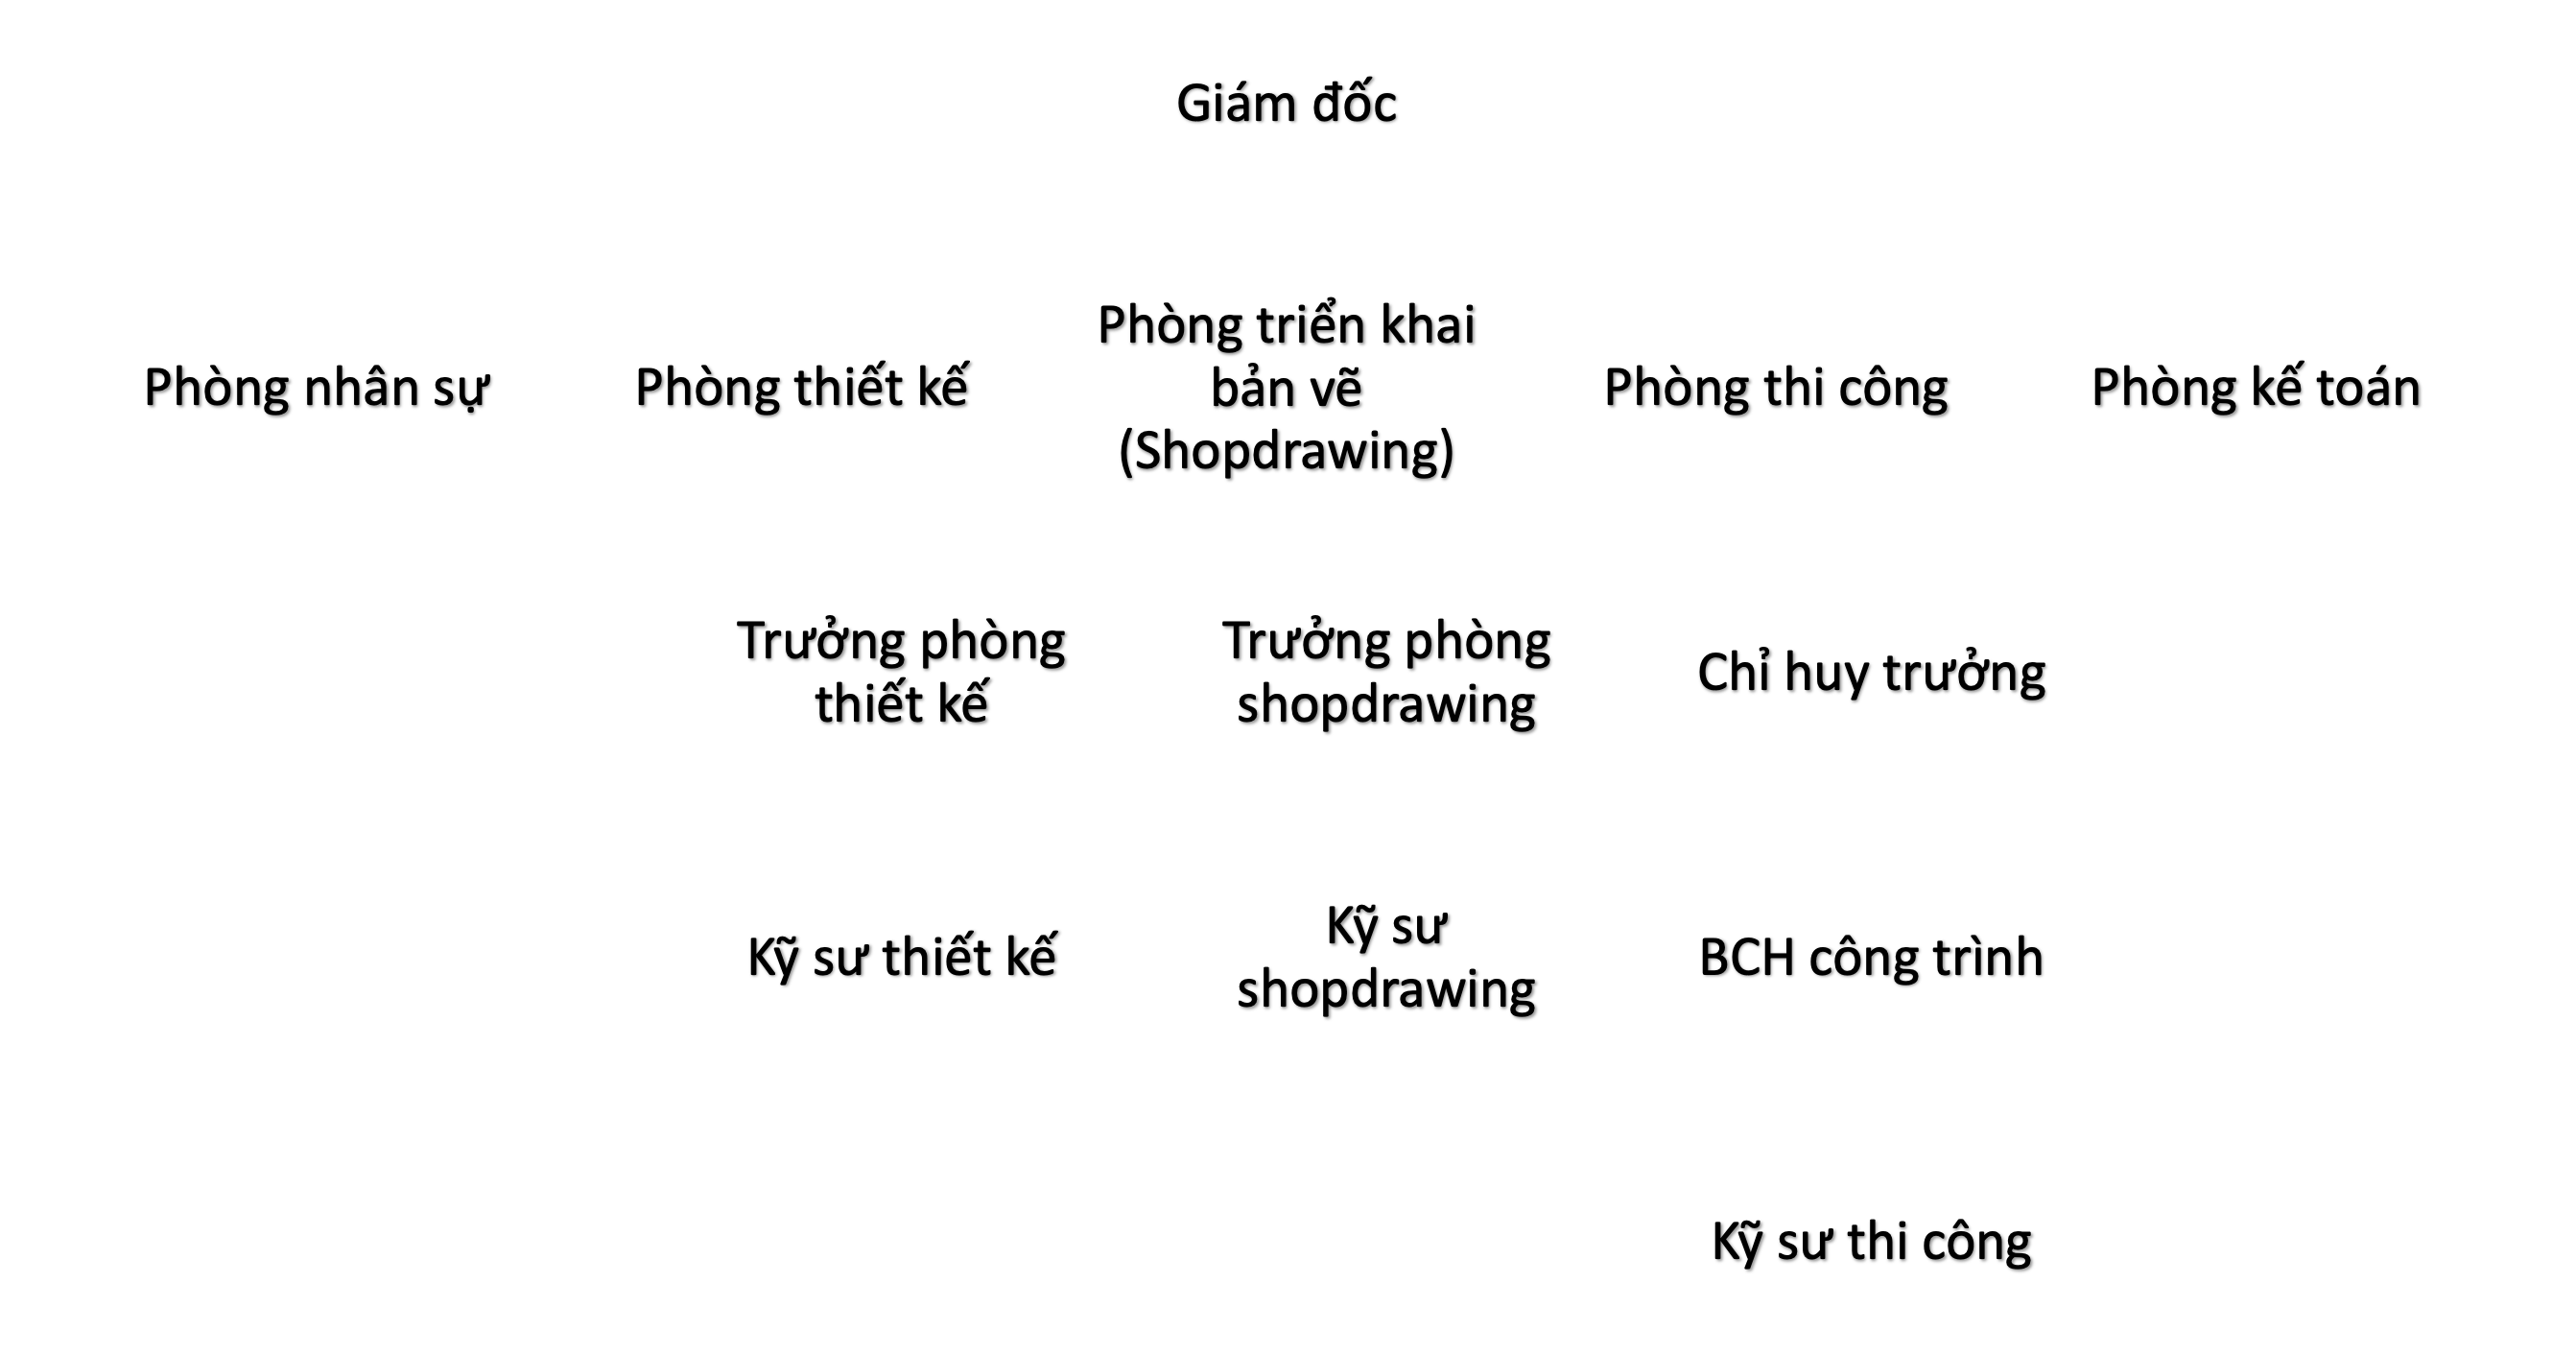 Giám đốc
Phòng nhân sự
Phòng thiết kế
Phòng triển khai
bản vẽ
(Shopdrawing)
Phòng thi công
Phòng kế toán
Trưởng phòng
thiết kế
Trưởng phòng
shopdrawing
Chỉ huy trưởng
Kỹ sư thiết kế
Kỹ sư
shopdrawing
BCH công trình
Kỹ sư thi công